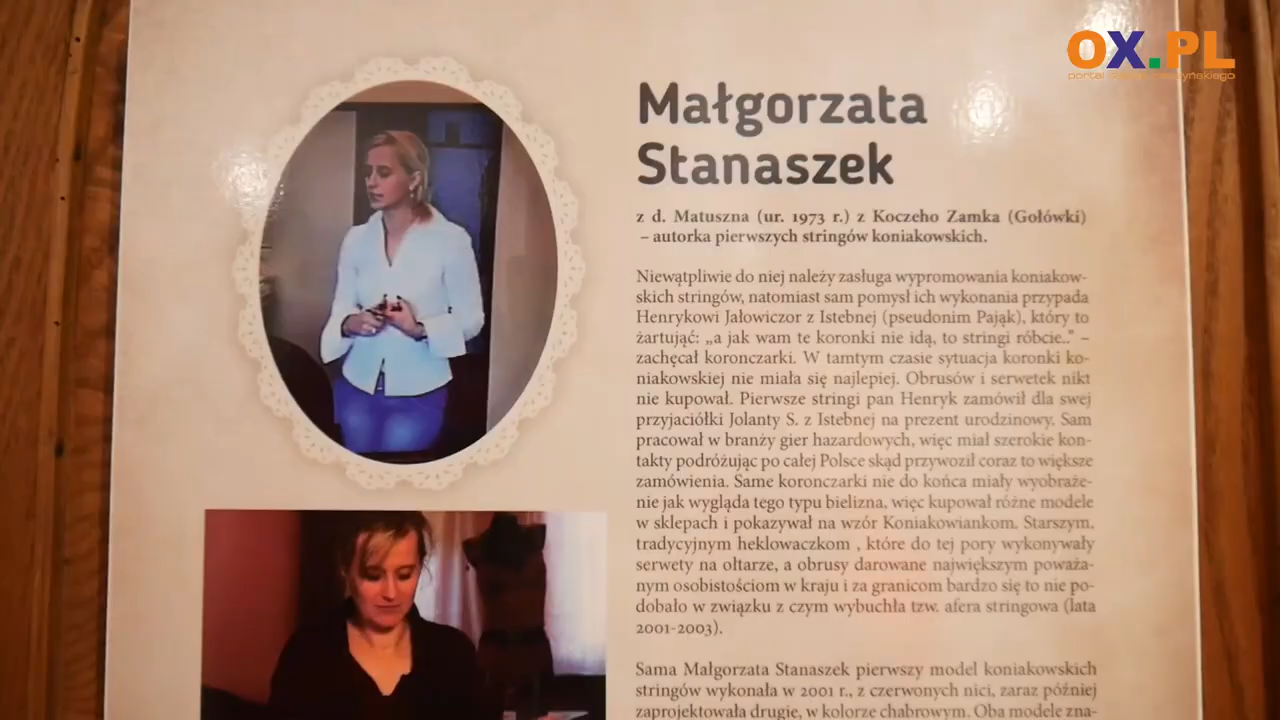 OX.PL
Małgorzata
Stanaszek
z d. Matuszna (ur. 1973 r.) z Koczeho Zamka (Gołówki)
– autorka pierwszych stringów koniakowskich.
Niewątpliwie do niej należy zasługa wypromowania koniakow-
skich stringów, natomiast sam pomysł ich wykonania przypada
Henrykowi Jałowiczor z Istebnej (pseudonim Pająk), który to
żartując: „a jak wam te koronki nie idą, to stringi róbcie..” –
zachęcał koronczarki. W tamtym czasie sytuacja koronki ko-
niakowskiej nie miała się najlepiej. Obrusów i serwetek nikt
nie kupował. Pierwsze stringi pan Henryk zamówił dla swej
przyjaciółki Jolanty S. z Istebnej na prezent urodzinowy. Sam
pracował w branży gier hazardowych, więc miał szerokie kon-
takty podróżując po całej Polsce skąd przywoził coraz to większe
zamówienia. Same koronczarki nie do końca miały wyobraże-
nie jak wygląda tego typu bielizna, więc kupował różne modele
w sklepach i pokazywał na wzór Koniakowiankom. Starszym,
tradycyjnym heklowaczkom , które do tej pory wykonywały
serwety na ołtarze, a obrusy darowane największym poważa-
nym osobistościom w kraju i za granicom bardzo się to nie po-
dobało w związku z czym wybuchła tzw. afera stringowa (lata
2001-2003).
Sama Małgorzata Stanaszek pierwszy model koniakowskich
stringów wykonała w 2001 r., z czerwonych nici, zaraz później
zaprojektowała drugie, w kolorze chabrowym. Oba modele zna-